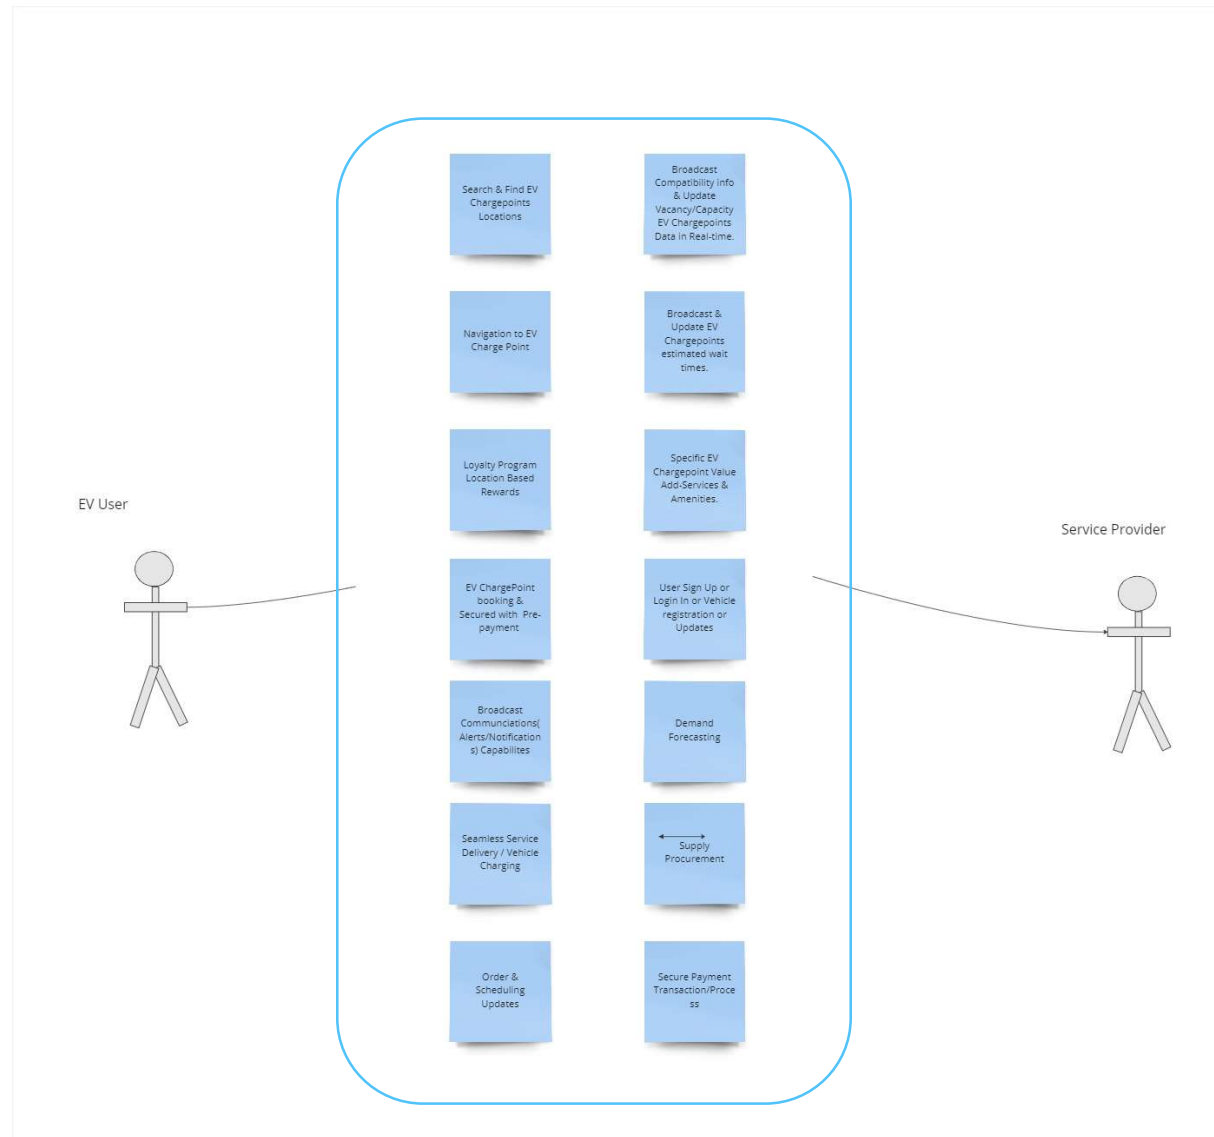 Search & Find EV
Chargepoints
Locations
Broadcast
Compatibility info
& Update
Vacancy/Capacity
EV Chargepoints
Data in Real-time.
Navigation to EV
Charge Point
Broadcast &
Update EV
Chargepoints
estimated wait
times.
Loyalty Program
Location Based
Rewards
Specific EV
Chargepoint Value
Add-Services &
Amenities.
EV User
Service Provider
EV ChargePoint
booking &
Secured with Pre-
payment
User Sign Up or
Login In or Vehicle
registration or
Updates
Broadcast
Communciations(
Alerts/Notification
s) Capabilites
Demand
Forecasting
Seamless Service
Delivery / Vehicle
Charging
Supply
Procurement
Order &
Scheduling
Updates
Secure Payment
Transaction/Proce
ss